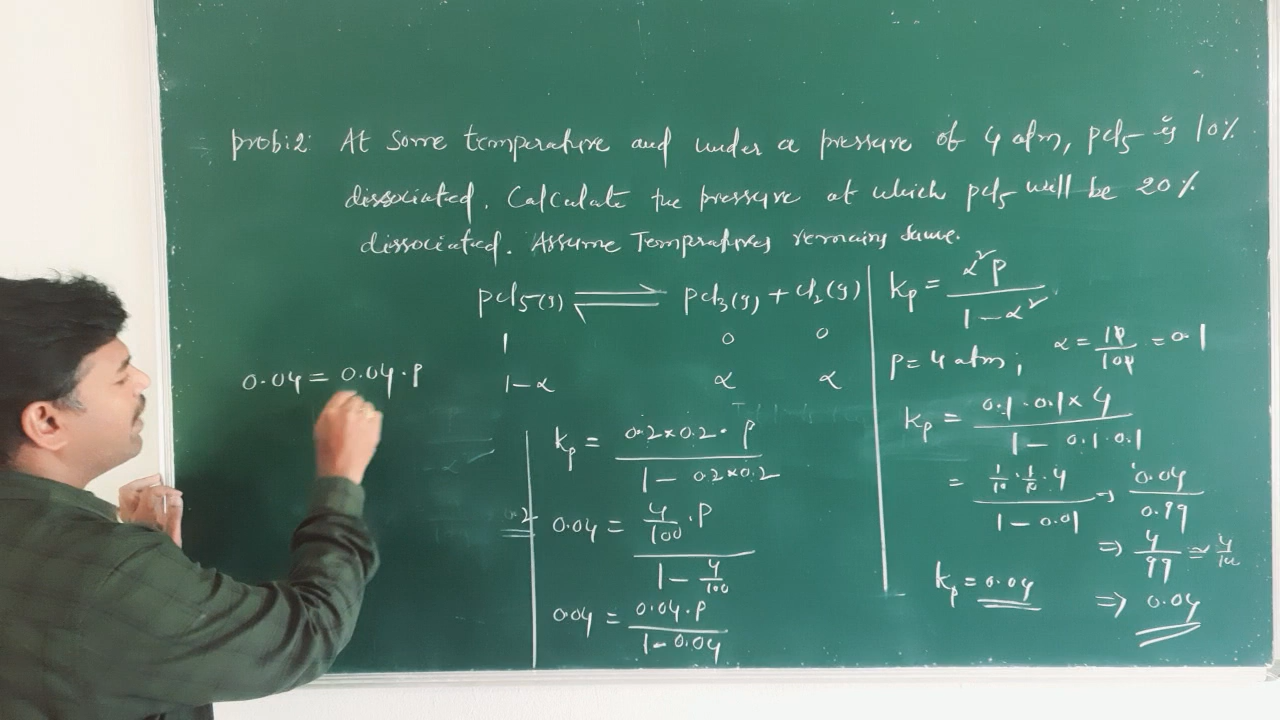 prob:2: At some temperature and under a pressure of 4 atm, pcl5 is 10%
dissociated. Calculate the pressure at which pcl5 will be 20%
dissociated. Assume Temperatures remains same.
pcl5(g) ⇌ pcl3(g) + cl2(g)
1 0 0
1-α α α
kp = α²p / 1-α²
p = 4 atm; α = 10/100 = 0.1
kp = 0.1·0.1×4 / 1-0.1·0.1
= 1/10·1/10·4 / 1-0.01 → 0.04/0.99
⇒ 4/99 ≃
kp = 0.04 ⇒ 0.04
kp = 0.2×0.2·p / 1-0.2×0.2
0.04 = 4/100·p / 1-4/100
0.04 = 0.04·p / 1-0.04
0.04 = 0.04·p